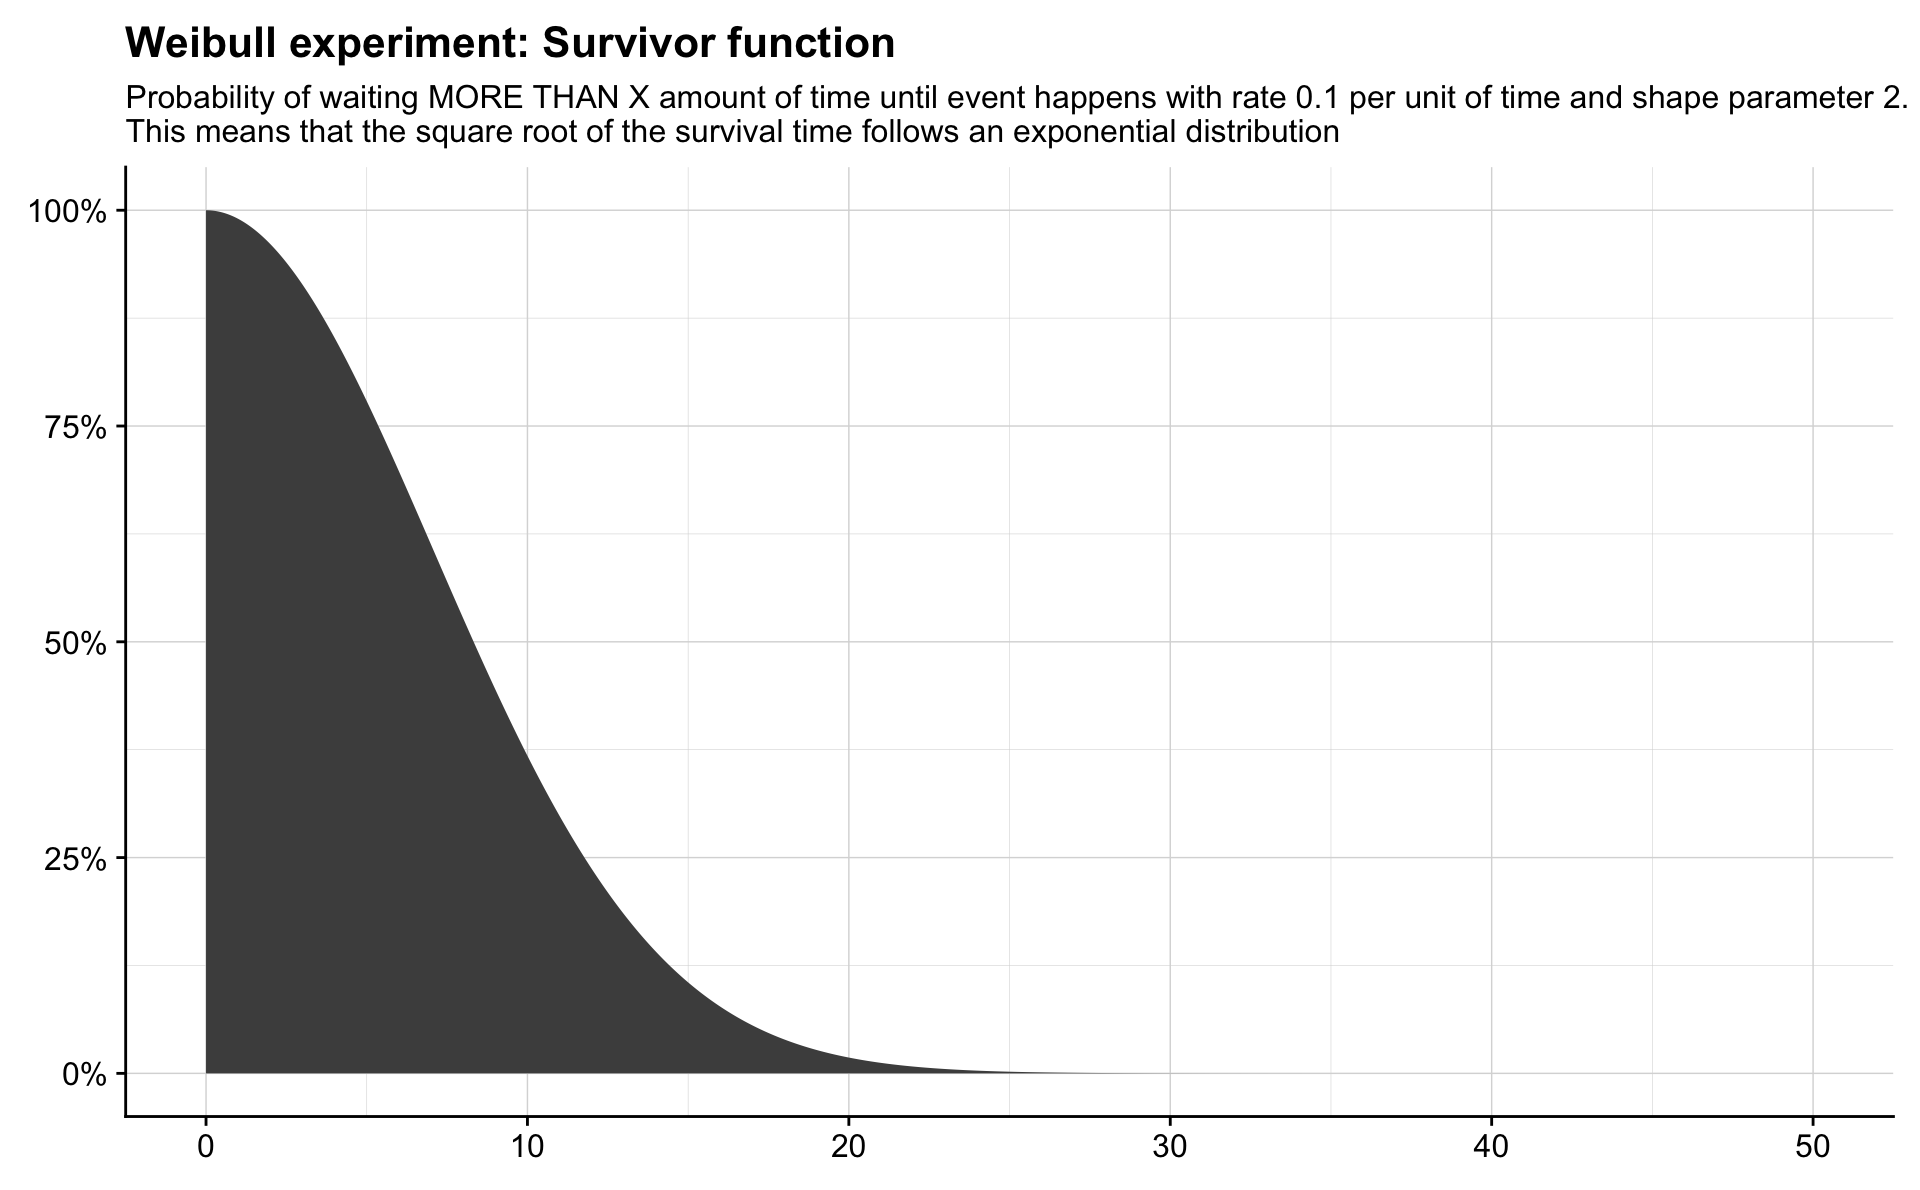 Weibull experiment: Survivor function
Probability of waiting MORE THAN X amount of time until event happens with rate 0.1 per unit of time and shape parameter 2.
This means that the square root of the survival time follows an exponential distribution
100%
75%
50%
25%
0%
0 10 20 30 40 50